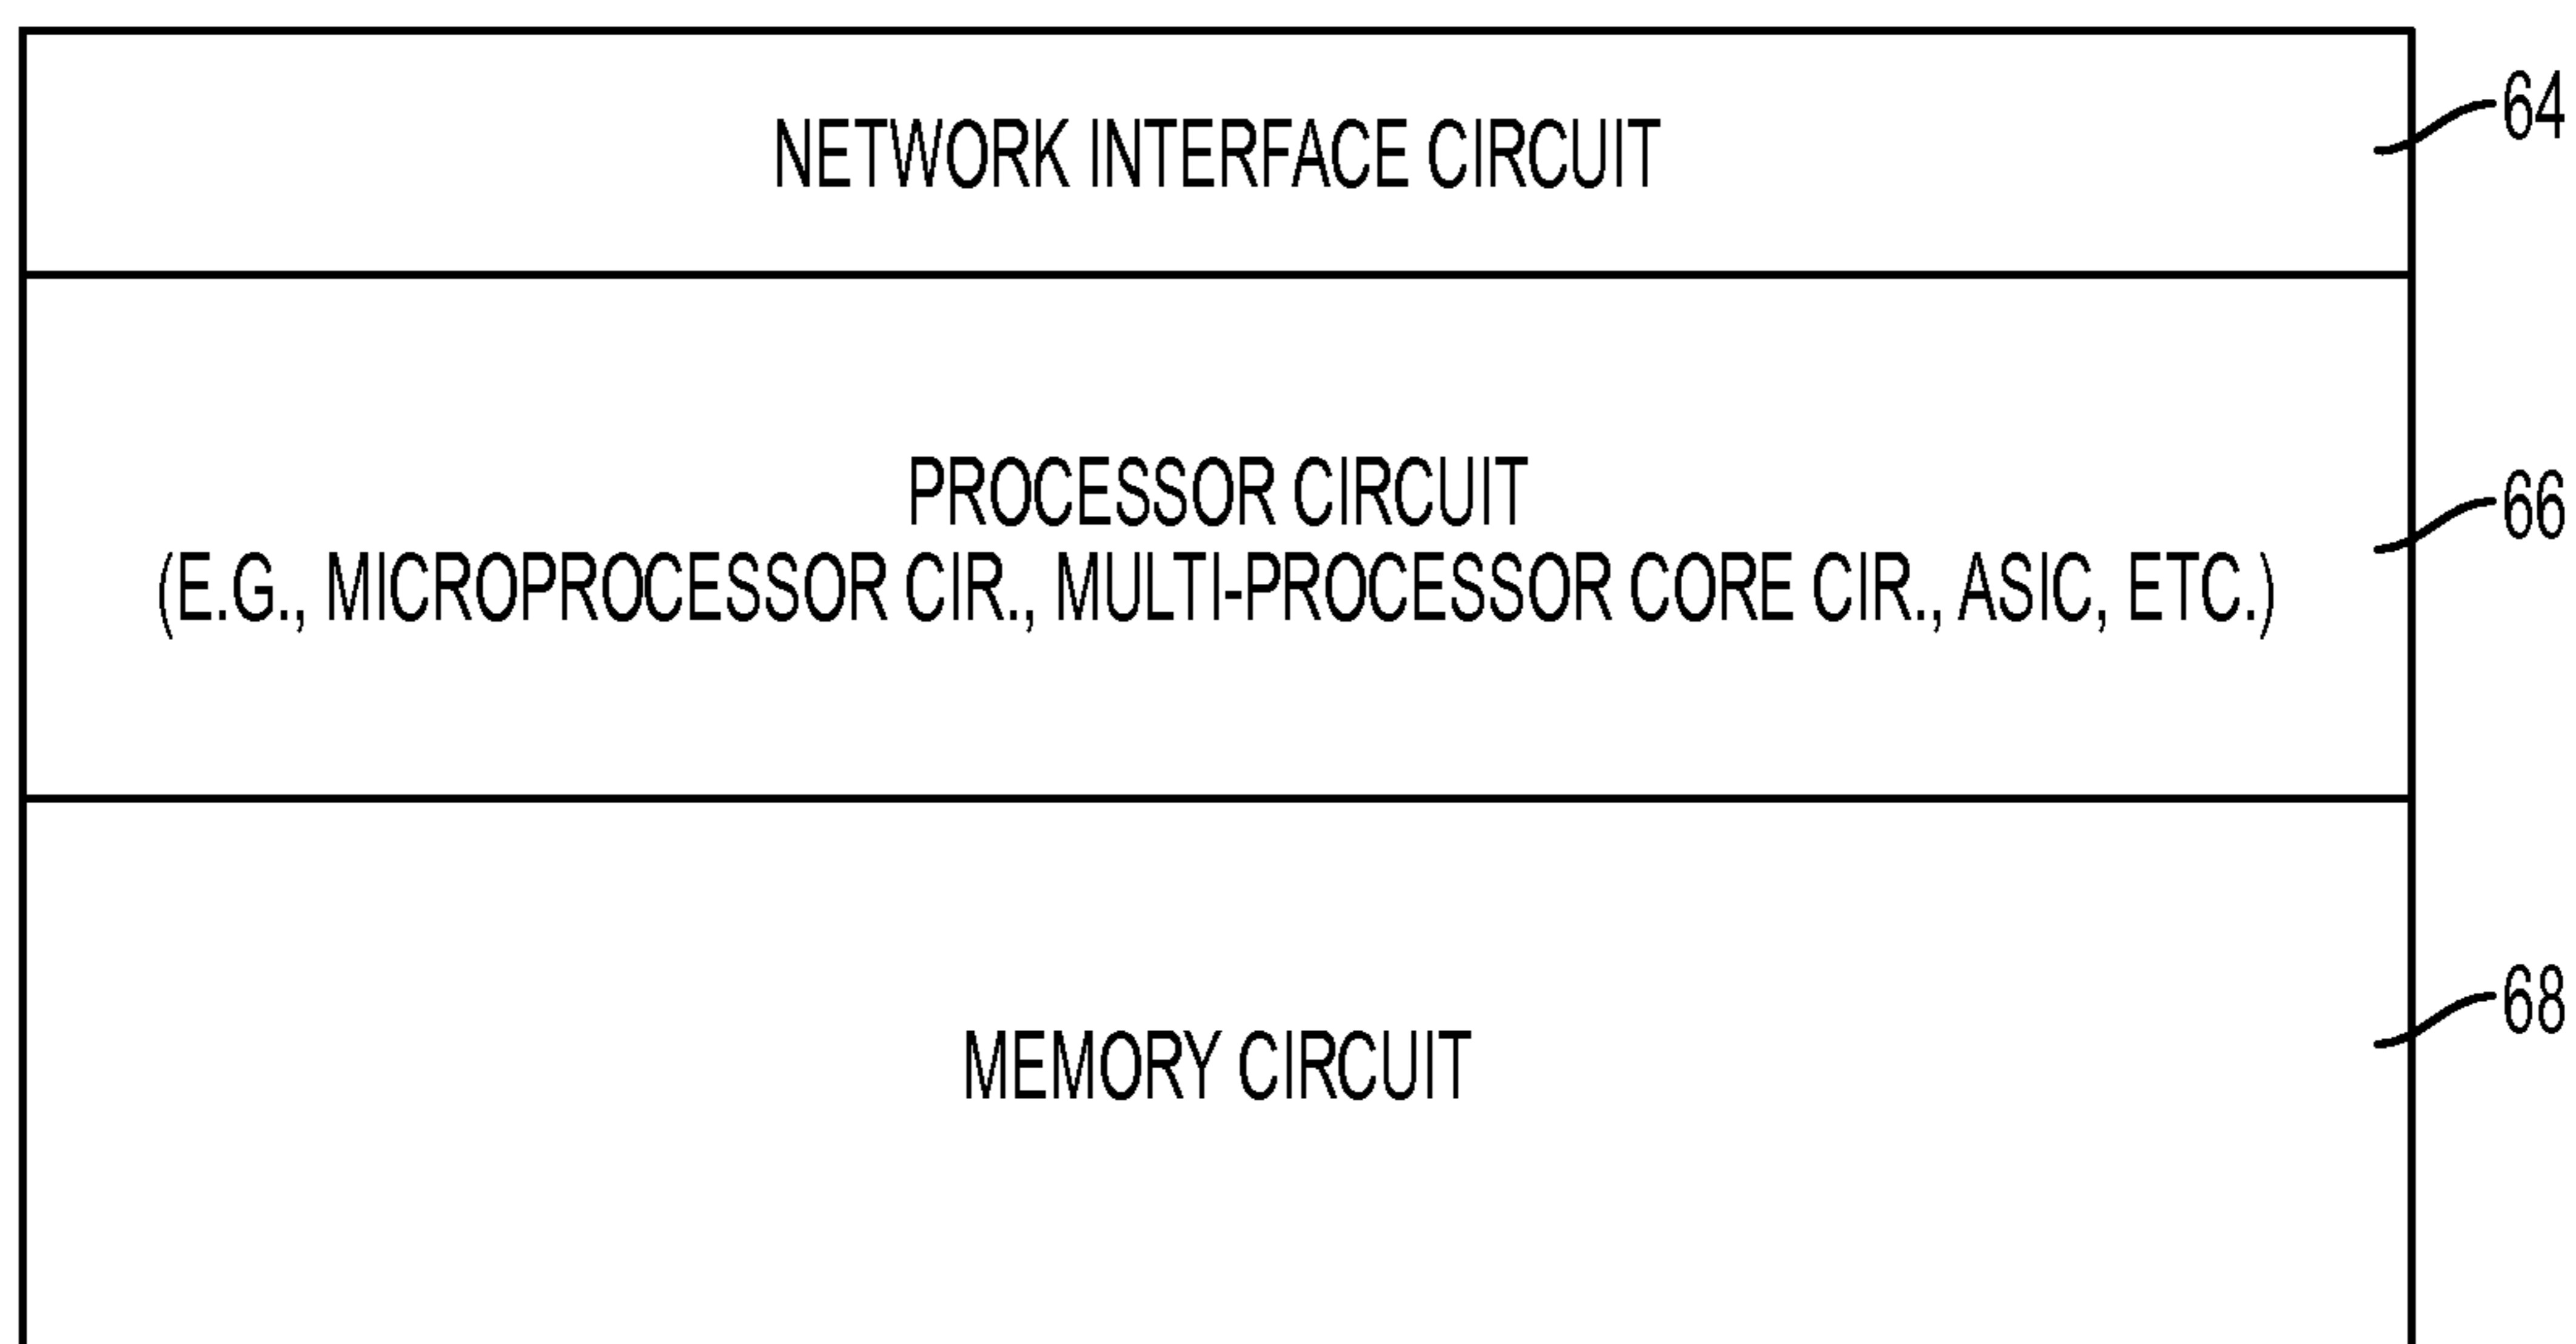 64
NETWORK INTERFACE CIRCUIT
66
PROCESSOR CIRCUIT
(E.G., MICROPROCESSOR CIR., MULTI-PROCESSOR CORE CIR., ASIC, ETC.)
68
MEMORY CIRCUIT